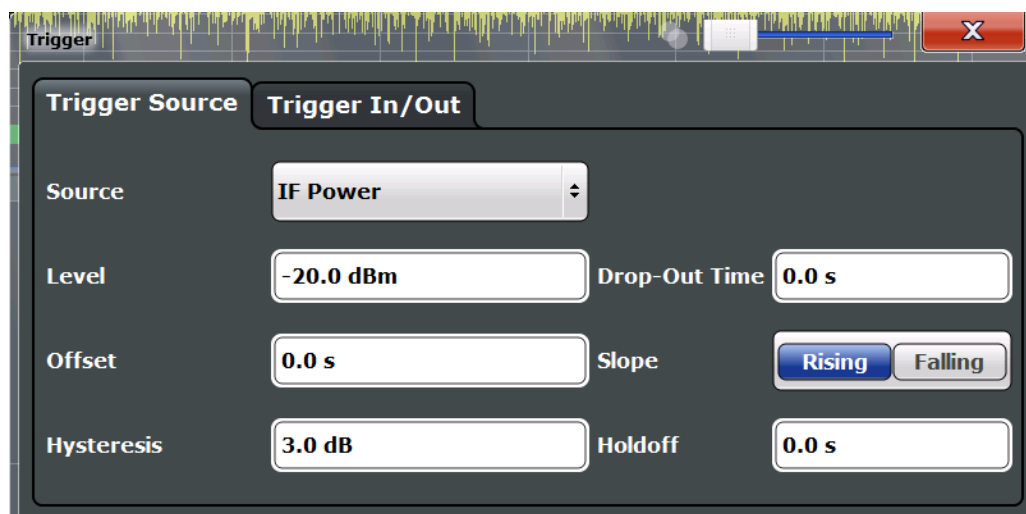 Trigger
X
Trigger Source Trigger In/Out
Source IF Power
Level -20.0 dBm Drop-Out Time 0.0 s
Offset 0.0 s Slope Rising Falling
Hysteresis 3.0 dB Holdoff 0.0 s